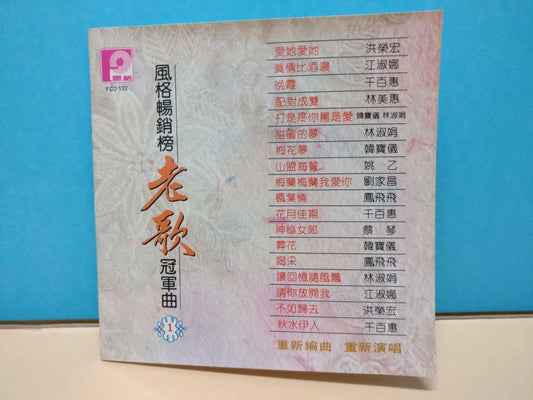 風格
FCD 132
風格暢銷榜
老歌
冠軍曲
1
愛她愛她 洪榮宏
真情比酒濃 江淑娜
晚霞 千百惠
配對成雙 林美惠
打是疼你罵是愛 韓寶儀 林淑娟
甜蜜的夢 林淑娟
梅花夢 韓寶儀
山盟海誓 姚乙
梅蘭梅蘭我愛你 劉家昌
楓葉情 鳳飛飛
花月佳期 千百惠
神秘女郎 蔡琴
葬花 韓寶儀
喝采 鳳飛飛
讓回憶隨風飄 林淑娟
請你放開我 江淑娜
不如歸去 洪榮宏
秋水伊人 千百惠
重新編曲 重新演唱